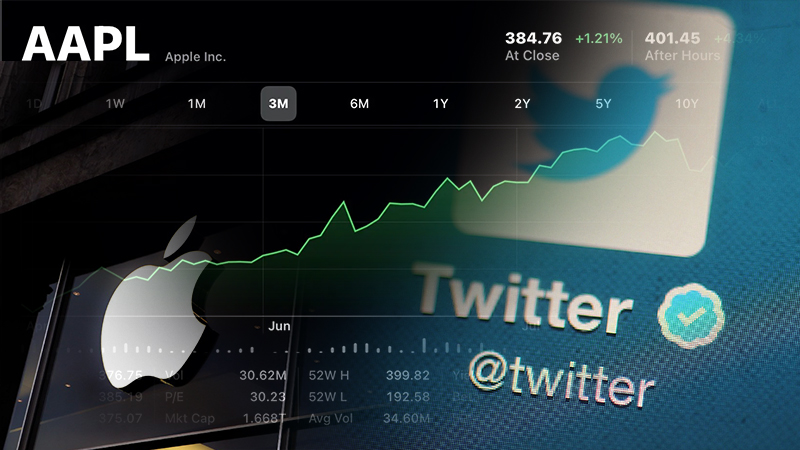 AAPL Apple Inc.
384.76 +1.21% 401.45 +4.34%
At Close After Hours
1D 1W 1M 3M 6M 1Y 2Y 5Y 10Y
Twitter
@twitter
Jun
376.75 Vol 30.62M 52W H 399.82
385.19 P/E 30.23 52W L 192.58
375.07 Mkt Cap 1.668T Avg Vol 34.60M